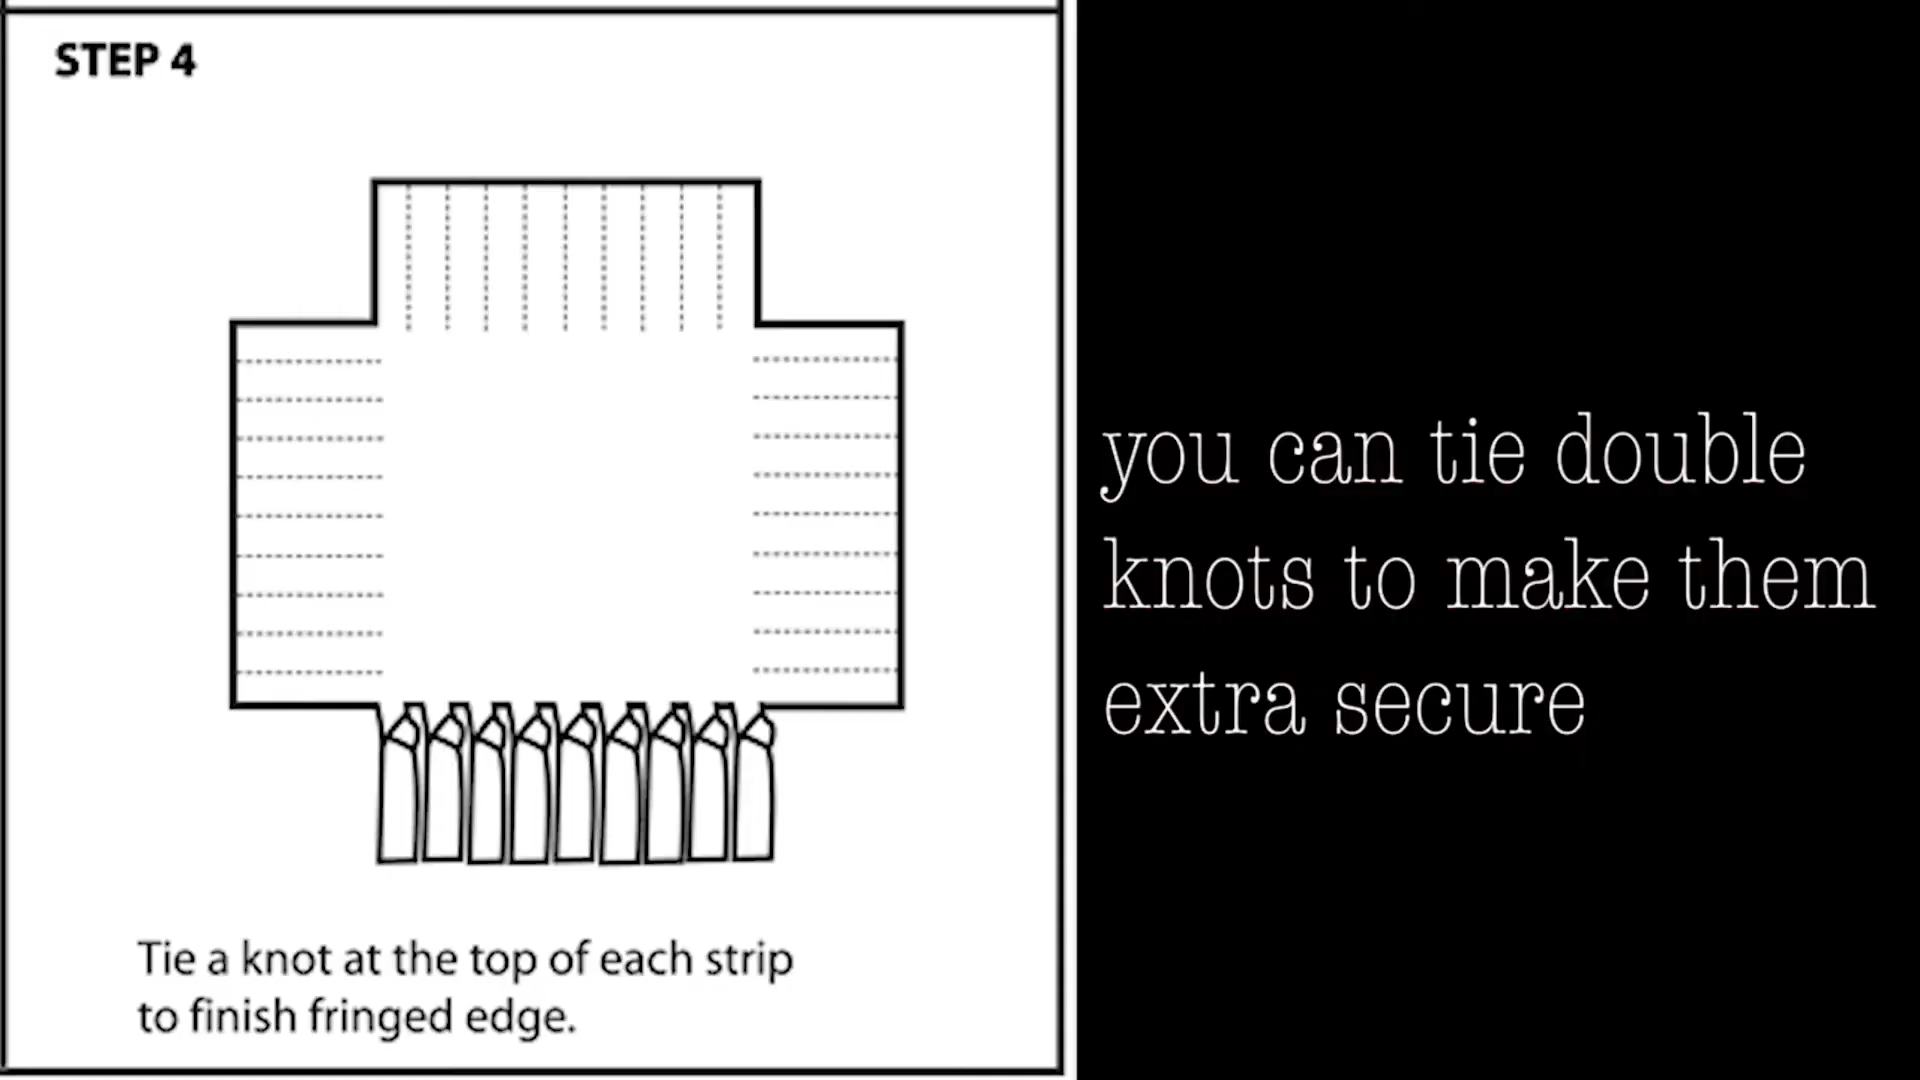 STEP 4
Tie a knot at the top of each strip
to finish fringed edge.
you can tie double
knots to make them
extra secure